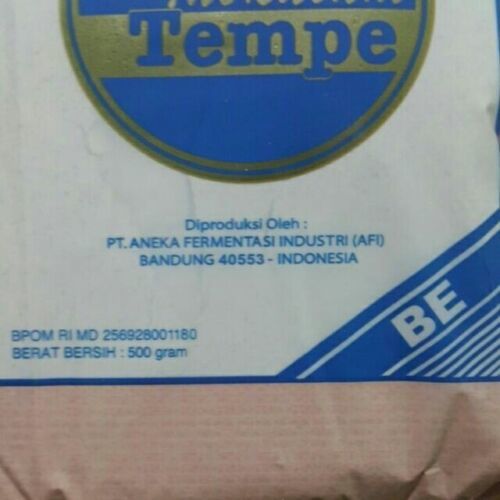 Tempe
Diproduksi Oleh :
PT. ANEKA FERMENTASI INDUSTRI (AFI)
BANDUNG 40553 - INDONESIA
BE
BPOM RI MD 256928001180
BERAT BERSIH : 500 gram